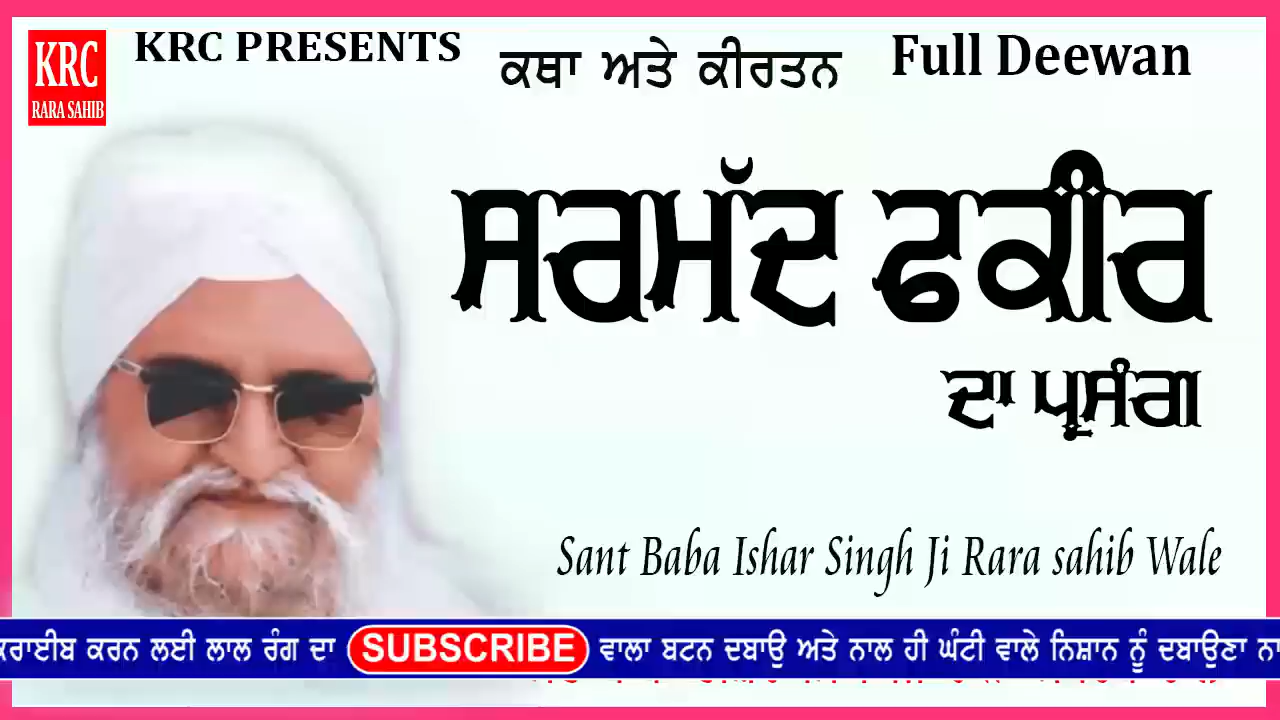 KRC
RARA SAHIB
KRC PRESENTS
ਕਥਾ ਅਤੇ ਕੀਰਤਨ
Full Deewan
ਸਰਮੱਦ ਫਕੀਰ
ਦਾ ਪ੍ਰਸੰਗ
Sant Baba Ishar Singh Ji Rara sahib Wale
ਕਰਾਈਬ ਕਰਨ ਲਈ ਲਾਲ ਰੰਗ ਦਾ SUBSCRIBE ਵਾਲਾ ਬਟਨ ਦਬਾਉ ਅਤੇ ਨਾਲ ਹੀ ਘੰਟੀ ਵਾਲੇ ਨਿਸ਼ਾਨ ਨੂੰ ਦਬਾਉਣਾ ਨਾ